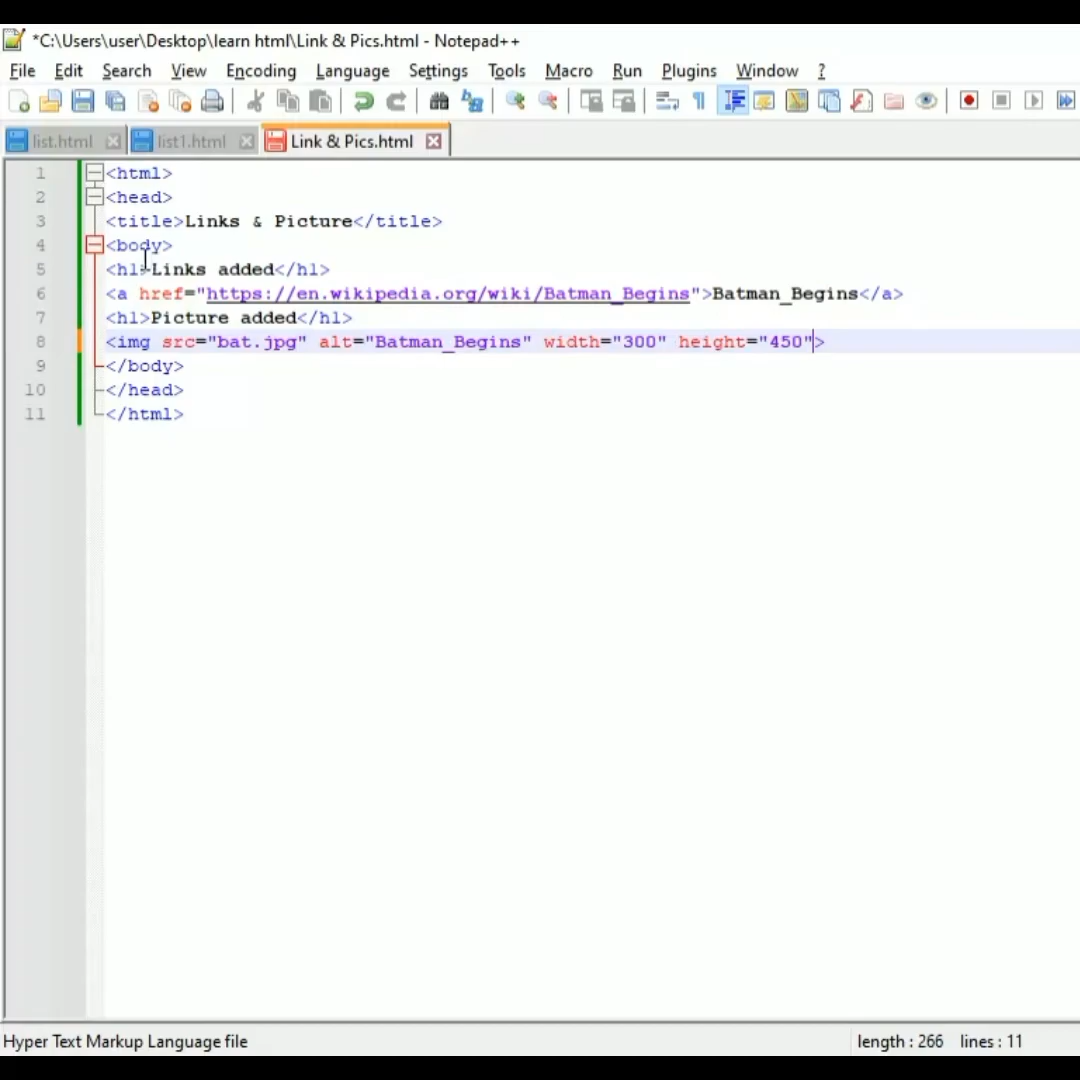 *C:\Users\user\Desktop\learn html\Link & Pics.html - Notepad++
File Edit Search View Encoding Language Settings Tools Macro Run Plugins Window ?
list.html list1.html Link & Pics.html
1 <html>
2 <head>
3 <title>Links & Picture</title>
4 <body>
5 <h1>Links added</h1>
6 <a href="https://en.wikipedia.org/wiki/Batman_Begins">Batman_Begins</a>
7 <h1>Picture added</h1>
8 <img src="bat.jpg" alt="Batman_Begins" width="300" height="450">
9 </body>
10 </head>
11 </html>
Hyper Text Markup Language file length : 266 lines : 11